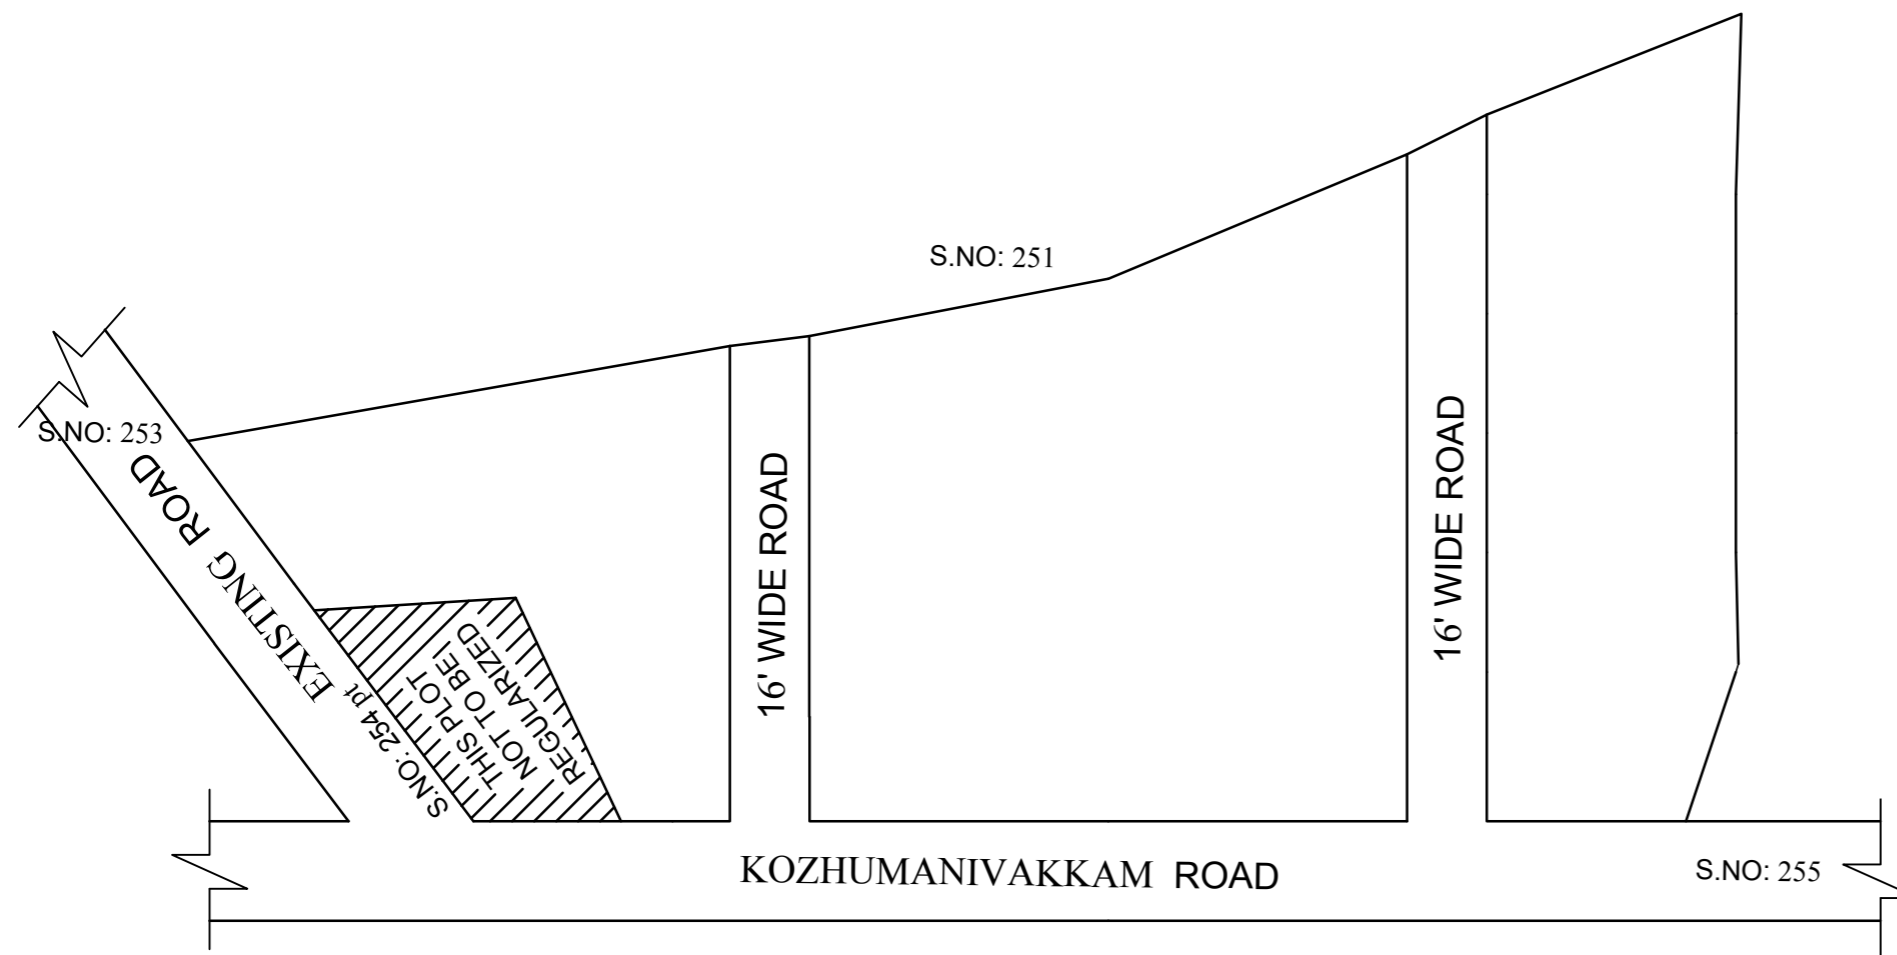 S.NO: 251
S.NO: 253
EXISTING ROAD
S.NO: 254 pt
THIS PLOT
NOT TO BE
REGULARIZED
16' WIDE ROAD
16' WIDE ROAD
KOZHUMANIVAKKAM ROAD
S.NO: 255